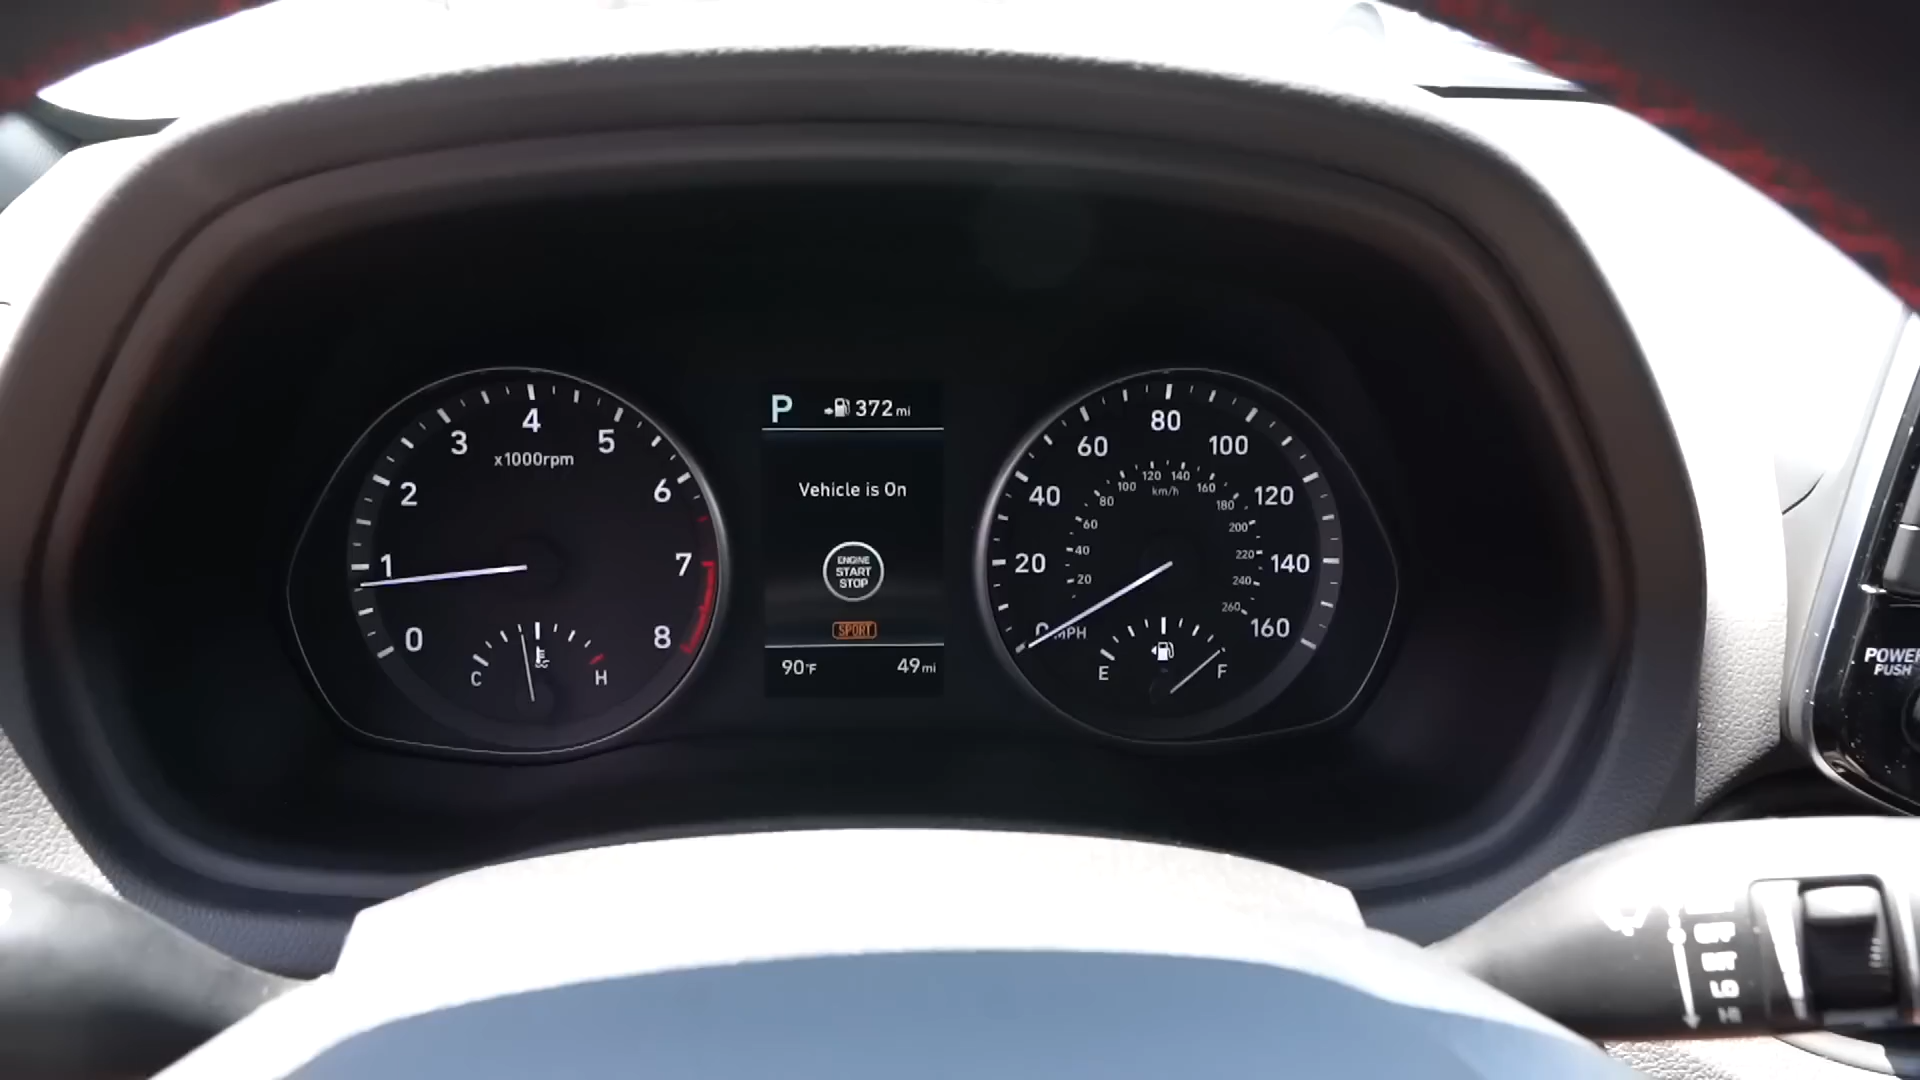 P 372 mi
Vehicle is On
ENGINE
START
STOP
SPORT
90°F 49 mi
0
1
2
3
4
5
6
7
8
x1000rpm
C H
20
40
60
80
100
120
140
160
MPH
20
40
60
80
100
120
140
160
180
200
220
240
260
km/h
E F
POWER
PUSH